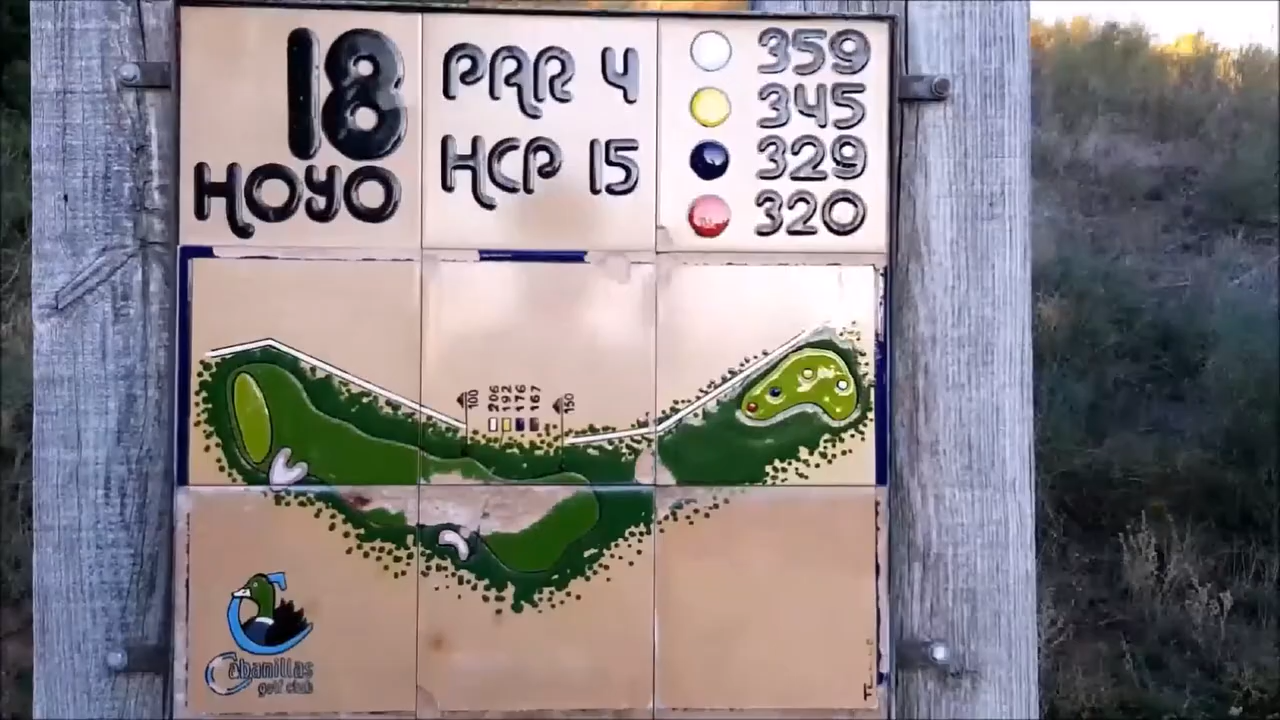 18
HOYO
PAR 4
HCP 15
359
345
329
320
100
206
192
176
167
150
Cabanillas
golf club